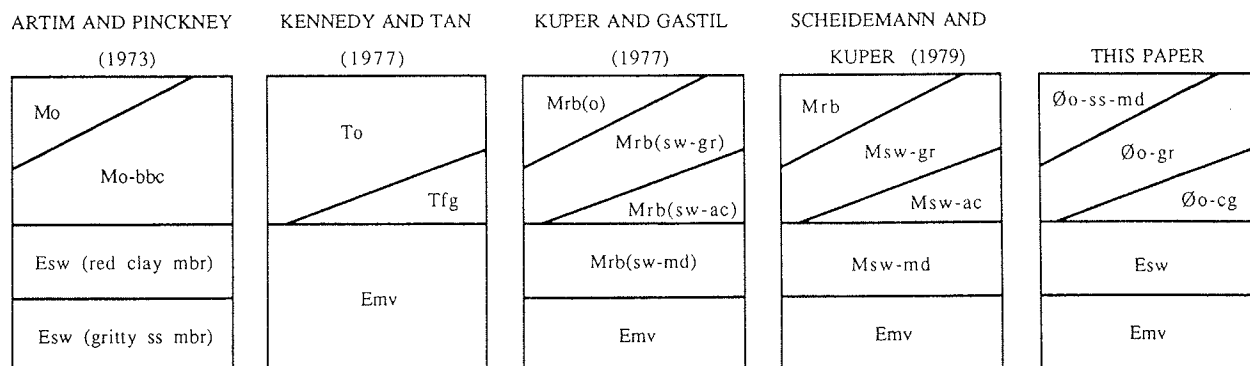 ARTIM AND PINCKNEY
(1973)
Mo
Mo-bbc
Esw (red clay mbr)
Esw (gritty ss mbr)
KENNEDY AND TAN
(1977)
To
Tfg
Emv
KUPER AND GASTIL
(1977)
Mrb(o)
Mrb(sw-gr)
Mrb(sw-ac)
Mrb(sw-md)
Emv
SCHEIDEMANN AND
KUPER (1979)
Mrb
Msw-gr
Msw-ac
Msw-md
Emv
THIS PAPER
Øo-ss-md
Øo-gr
Øo-cg
Esw
Emv